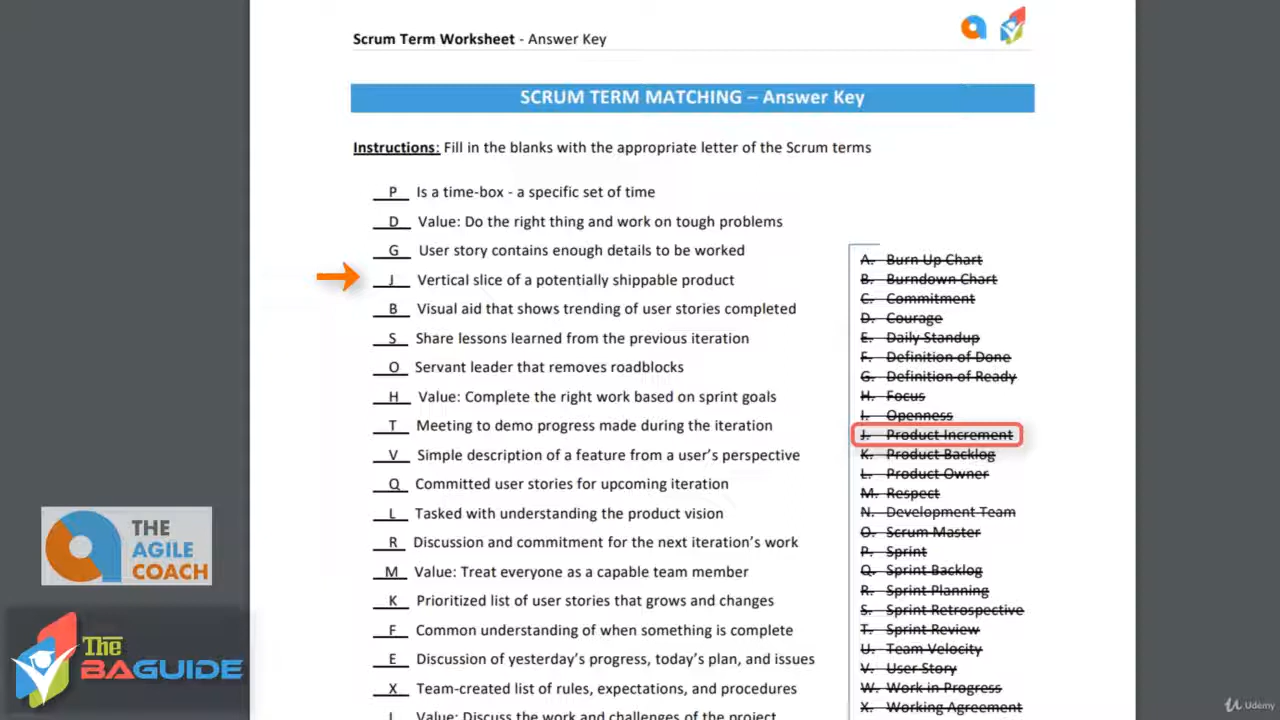 Scrum Term Worksheet - Answer Key
SCRUM TERM MATCHING – Answer Key
Instructions: Fill in the blanks with the appropriate letter of the Scrum terms
P Is a time-box - a specific set of time
D Value: Do the right thing and work on tough problems
G User story contains enough details to be worked
J Vertical slice of a potentially shippable product
B Visual aid that shows trending of user stories completed
S Share lessons learned from the previous iteration
O Servant leader that removes roadblocks
H Value: Complete the right work based on sprint goals
T Meeting to demo progress made during the iteration
V Simple description of a feature from a user's perspective
Q Committed user stories for upcoming iteration
L Tasked with understanding the product vision
R Discussion and commitment for the next iteration's work
M Value: Treat everyone as a capable team member
K Prioritized list of user stories that grows and changes
F Common understanding of when something is complete
E Discussion of yesterday's progress, today's plan, and issues
X Team-created list of rules, expectations, and procedures
I Value: Discuss the work and challenges of the project
A. Burn Up Chart
B. Burndown Chart
C. Commitment
D. Courage
E. Daily Standup
F. Definition of Done
G. Definition of Ready
H. Focus
I. Openness
J. Product Increment
K. Product Backlog
L. Product Owner
M. Respect
N. Development Team
O. Scrum Master
P. Sprint
Q. Sprint Backlog
R. Sprint Planning
S. Sprint Retrospective
T. Sprint Review
U. Team Velocity
V. User Story
W. Work in Progress
X. Working Agreement
THE
AGILE
COACH
The
BAGUIDE
Udemy